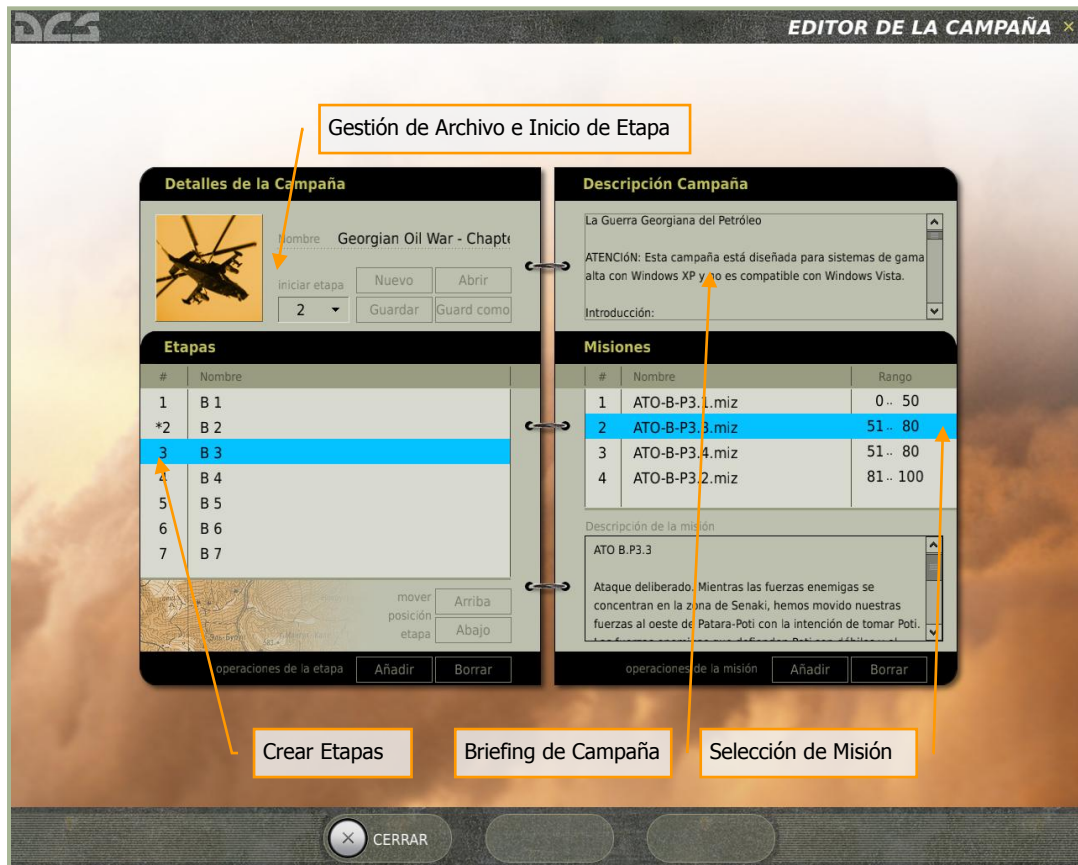 DCS
EDITOR DE LA CAMPAÑA
Gestión de Archivo e Inicio de Etapa
Detalles de la Campaña
Nombre Georgian Oil War - Chapte
iniciar etapa Nuevo Abrir
2 Guardar Guard como
Descripción Campaña
La Guerra Georgiana del Petróleo
ATENCIóN: Esta campaña está diseñada para sistemas de gama
alta con Windows XP y no es compatible con Windows Vista.
Introducción:
Etapas
# Nombre
1 B 1
*2 B 2
3 B 3
4 B 4
5 B 5
6 B 6
7 B 7
mover
posición
etapa
Arriba
Abajo
operaciones de la etapa Añadir Borrar
Misiones
# Nombre Rango
1 ATO-B-P3.1.miz 0.. 50
2 ATO-B-P3.3.miz 51.. 80
3 ATO-B-P3.4.miz 51.. 80
4 ATO-B-P3.2.miz 81.. 100
Descripción de la misión
ATO B.P3.3
Ataque deliberado. Mientras las fuerzas enemigas se
concentran en la zona de Senaki, hemos movido nuestras
fuerzas al oeste de Patara-Poti con la intención de tomar Poti.
operaciones de la misión Añadir Borrar
Crear Etapas
Briefing de Campaña
Selección de Misión
CERRAR